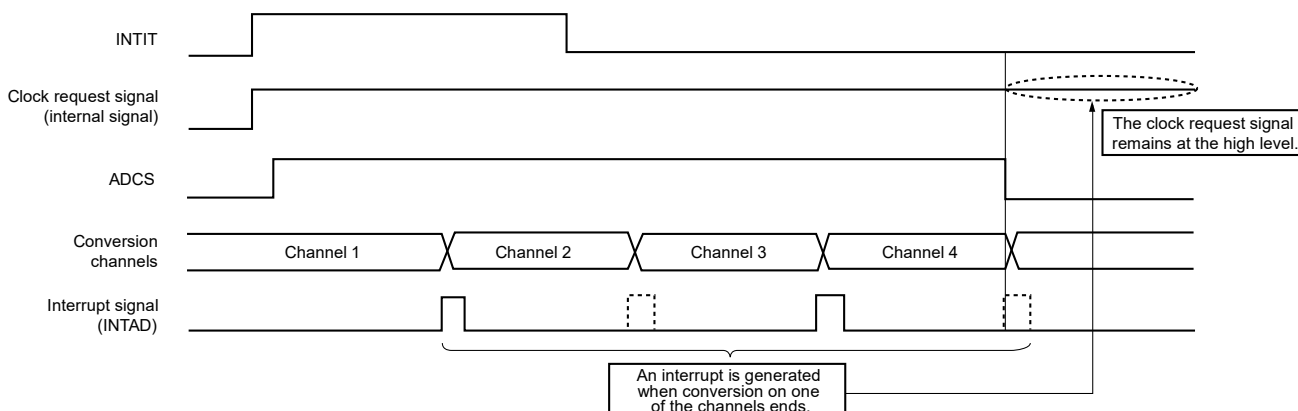 INTIT
Clock request signal
(internal signal)
The clock request signal
remains at the high level.
ADCS
Conversion
channels
Channel 1
Channel 2
Channel 3
Channel 4
Interrupt signal
(INTAD)
An interrupt is generated
when conversion on one
of the channels ends.